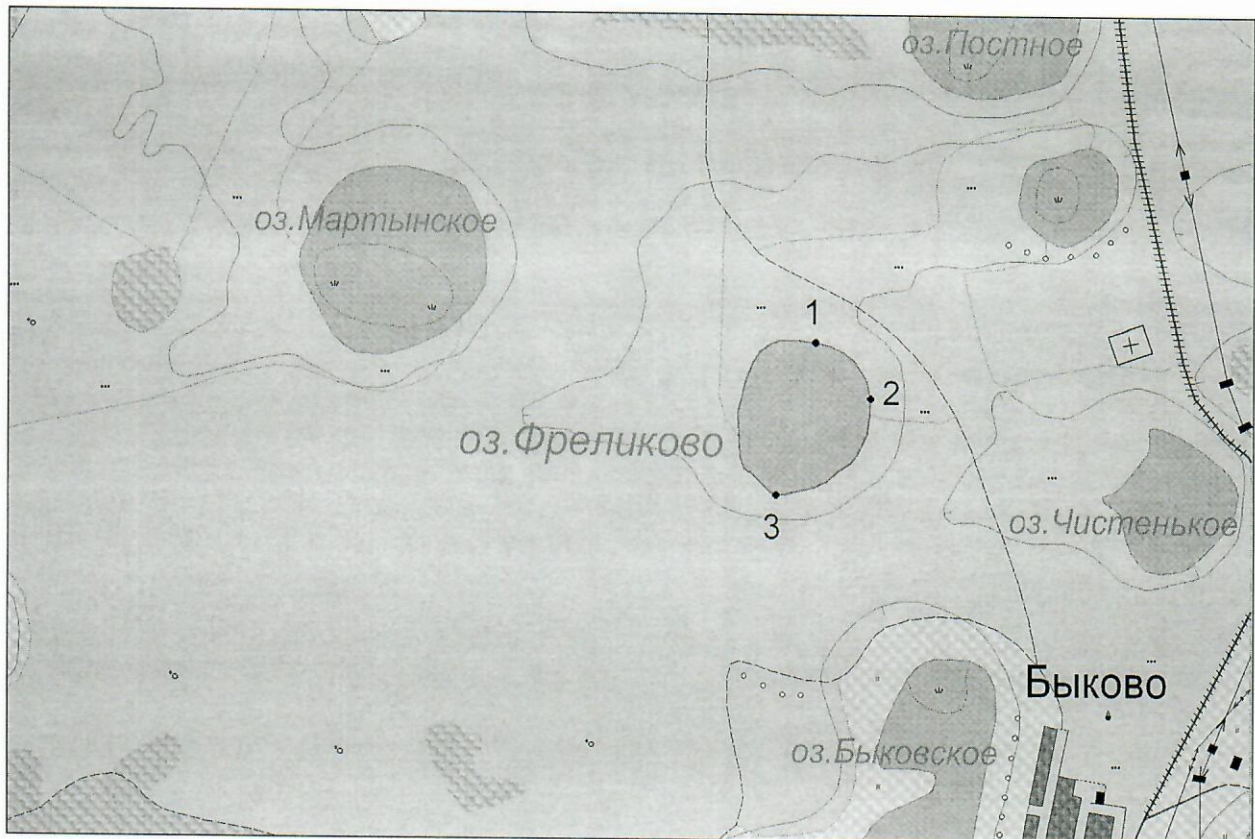 оз.Постное
оз.Мартынское
1
2
оз.Фреликово
3
оз.Чистенькое
Быково
оз.Быковское